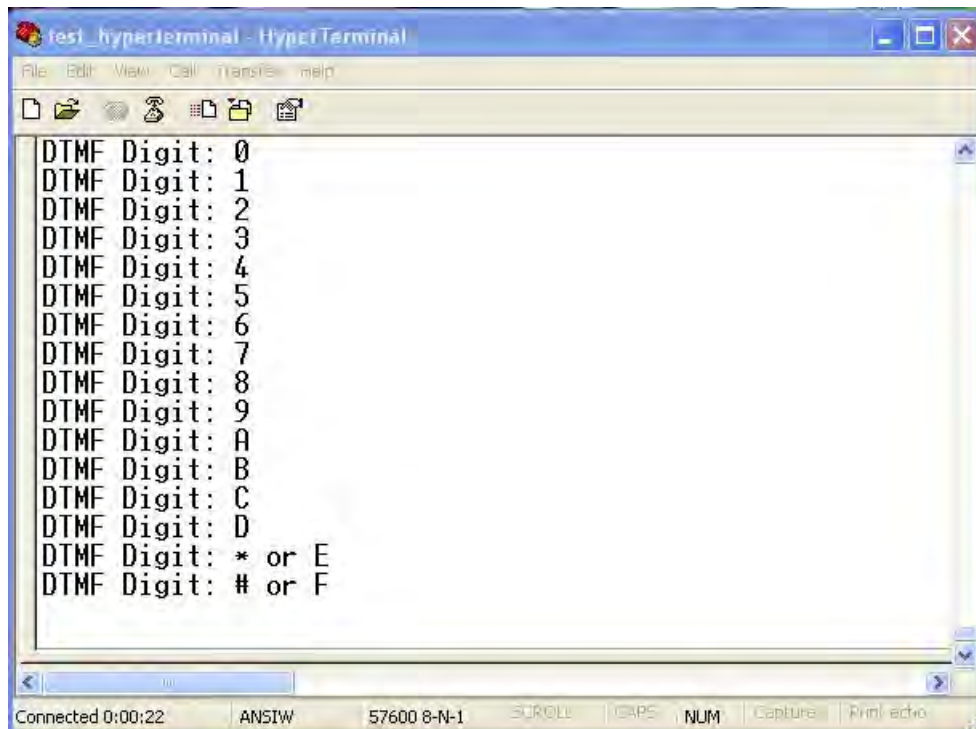 test_hyperterminal - HyperTerminal
File Edit View Call Transfer Help
DTMF Digit: 0
DTMF Digit: 1
DTMF Digit: 2
DTMF Digit: 3
DTMF Digit: 4
DTMF Digit: 5
DTMF Digit: 6
DTMF Digit: 7
DTMF Digit: 8
DTMF Digit: 9
DTMF Digit: A
DTMF Digit: B
DTMF Digit: C
DTMF Digit: D
DTMF Digit: * or E
DTMF Digit: # or F
Connected 0:00:22 ANSIW 57600 8-N-1 SCROLL CAPS NUM Capture Print echo